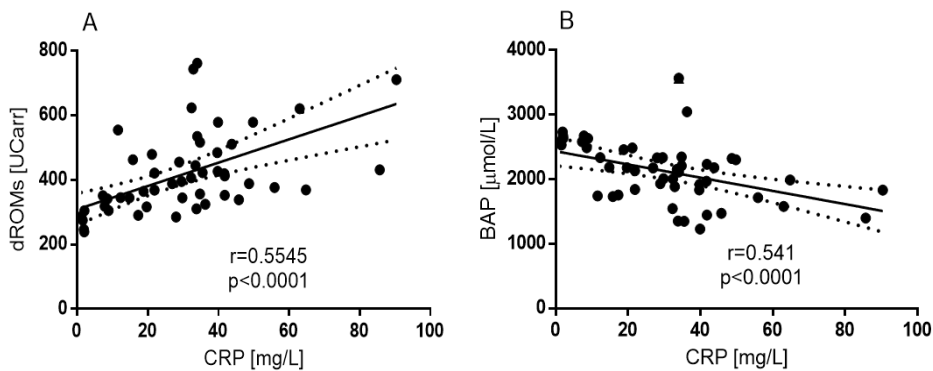 A
800
600
400
200
0
dROMs [UCarr]
r=0.5545
p<0.0001
0 20 40 60 80 100
CRP [mg/L]
B
4000
3000
2000
1000
0
BAP [µmol/L]
r=0.541
p<0.0001
0 20 40 60 80 100
CRP [mg/L]